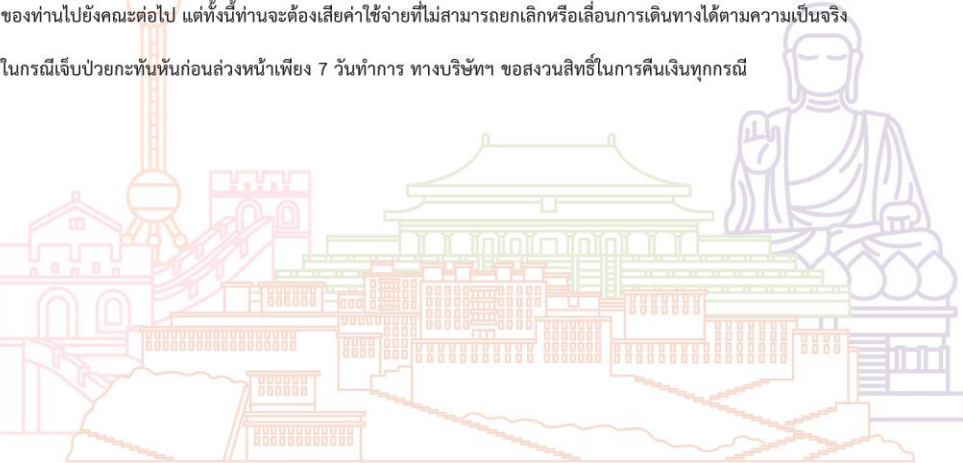 ของท่านไปยังคณะต่อไป แต่ทั้งนี้ท่านจะต้องเสียค่าใช้จ่ายที่ไม่สามารถยกเลิกหรือเลื่อนการเดินทางได้ตามความเป็นจริง
ในกรณีเจ็บป่วยกะทันหันก่อนล่วงหน้าเพียง 7 วันทำการ ทางบริษัทฯ ขอสงวนสิทธิ์ในการคืนเงินทุกกรณี